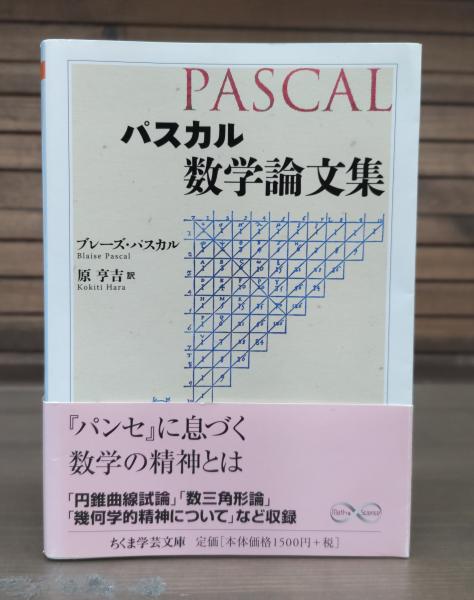 PASCAL
パスカル
数学論文集
ブレーズ・パスカル
Blaise Pascal
原 亨吉 訳
Kokiti Hara
『パンセ』に息づく
数学の精神とは
「円錐曲線試論」「数三角形論」
「幾何学的精神について」など収録
Math & Science
ちくま学芸文庫 定価[本体価格1500円+税]